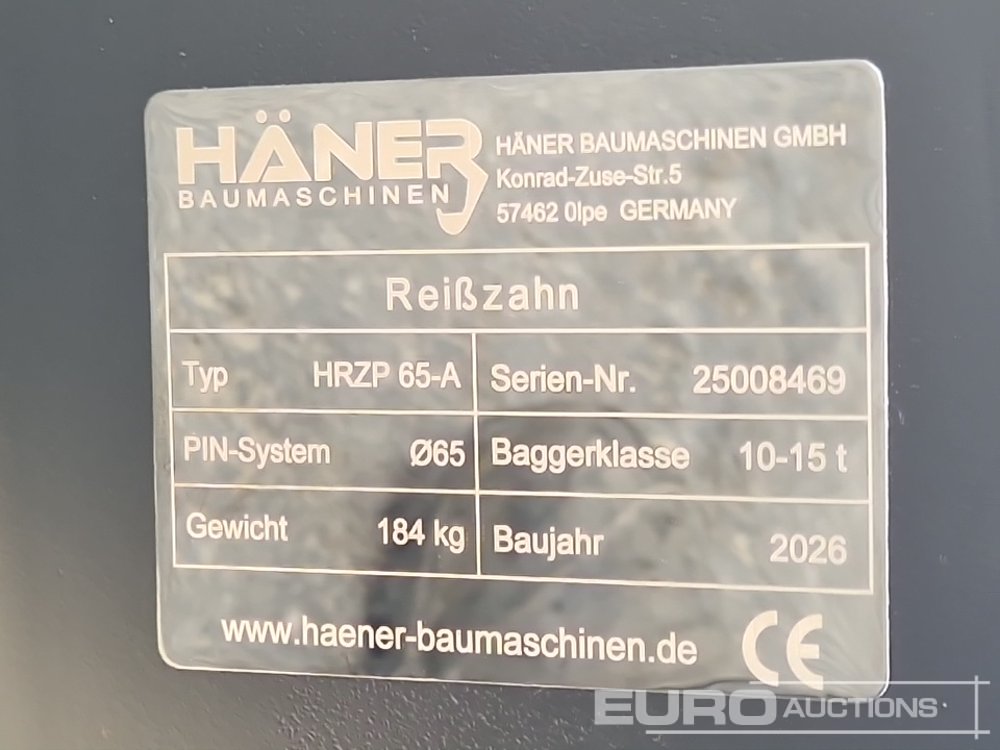 HÄNER
BAUMASCHINEN
HÄNER BAUMASCHINEN GMBH
Konrad-Zuse-Str.5
57462 Olpe GERMANY
Reißzahn
Typ HRZP 65-A Serien-Nr. 25008469
PIN-System Ø65 Baggerklasse 10-15 t
Gewicht 184 kg Baujahr 2026
www.haener-baumaschinen.de CE
EURO AUCTIONS